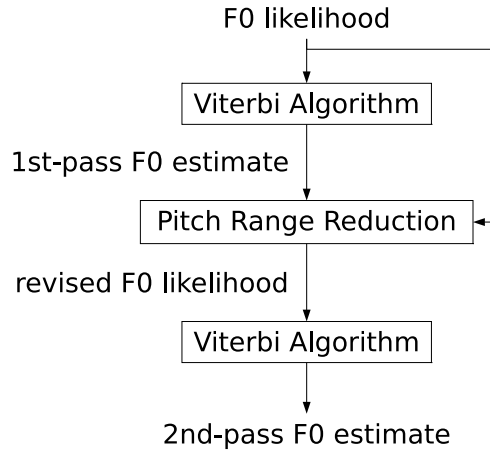 F0 likelihood
Viterbi Algorithm
1st-pass F0 estimate
Pitch Range Reduction
revised F0 likelihood
Viterbi Algorithm
2nd-pass F0 estimate